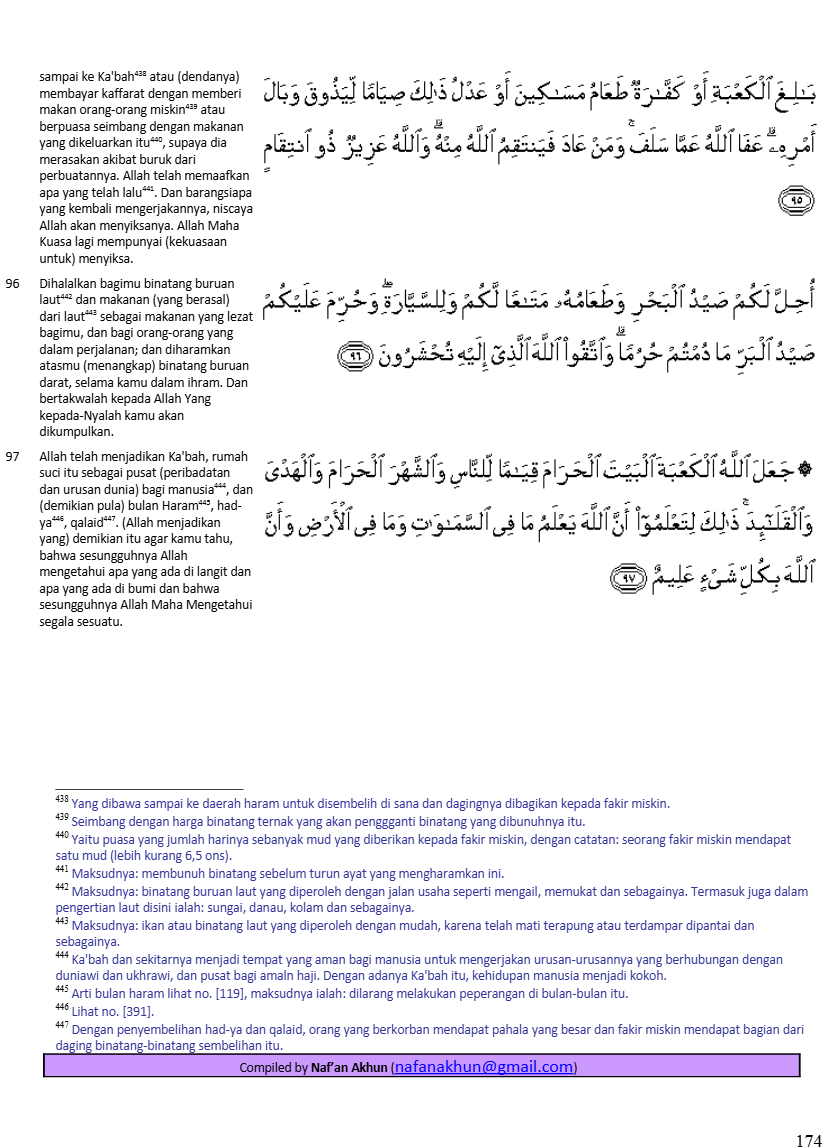 sampai ke Ka'bah⁴³⁸ atau (dendanya)
membayar kaffarat dengan memberi
makan orang-orang miskin⁴³⁹ atau
berpuasa seimbang dengan makanan
yang dikeluarkan itu⁴⁴⁰, supaya dia
merasakan akibat buruk dari
perbuatannya. Allah telah memaafkan
apa yang telah lalu⁴⁴¹. Dan barangsiapa
yang kembali mengerjakannya, niscaya
Allah akan menyiksanya. Allah Maha
Kuasa lagi mempunyai (kekuasaan
untuk) menyiksa.
بَـٰلِغَ ٱلْكَعْبَةِ أَوْ كَفَّـٰرَةٌ طَعَامُ مَسَـٰكِينَ أَوْ عَدْلُ ذَٰلِكَ صِيَامًا لِّيَذُوقَ وَبَالَ
أَمْرِهِۦ ۗ عَفَا ٱللَّهُ عَمَّا سَلَفَ ۚ وَمَنْ عَادَ فَيَنتَقِمُ ٱللَّهُ مِنْهُ ۗ وَٱللَّهُ عَزِيزٌ ذُو ٱنتِقَامٍ
٩٥
96 Dihalalkan bagimu binatang buruan
laut⁴⁴² dan makanan (yang berasal)
dari laut⁴⁴³ sebagai makanan yang lezat
bagimu, dan bagi orang-orang yang
dalam perjalanan; dan diharamkan
atasmu (menangkap) binatang buruan
darat, selama kamu dalam ihram. Dan
bertakwalah kepada Allah Yang
kepada-Nyalah kamu akan
dikumpulkan.
أُحِلَّ لَكُمْ صَيْدُ ٱلْبَحْرِ وَطَعَامُهُۥ مَتَـٰعًا لَّكُمْ وَلِلسَّيَّارَةِ ۖ وَحُرِّمَ عَلَيْكُمْ
صَيْدُ ٱلْبَرِّ مَا دُمْتُمْ حُرُمًا ۗ وَٱتَّقُوا۟ ٱللَّهَ ٱلَّذِىٓ إِلَيْهِ تُحْشَرُونَ ٩٦
97 Allah telah menjadikan Ka'bah, rumah
suci itu sebagai pusat (peribadatan
dan urusan dunia) bagi manusia⁴⁴⁴, dan
(demikian pula) bulan Haram⁴⁴⁵, had-
ya⁴⁴⁶, qalaid⁴⁴⁷. (Allah menjadikan
yang) demikian itu agar kamu tahu,
bahwa sesungguhnya Allah
mengetahui apa yang ada di langit dan
apa yang ada di bumi dan bahwa
sesungguhnya Allah Maha Mengetahui
segala sesuatu.
۞ جَعَلَ ٱللَّهُ ٱلْكَعْبَةَ ٱلْبَيْتَ ٱلْحَرَامَ قِيَـٰمًا لِّلنَّاسِ وَٱلشَّهْرَ ٱلْحَرَامَ وَٱلْهَدْىَ
وَٱلْقَلَـٰٓئِدَ ۚ ذَٰلِكَ لِتَعْلَمُوٓا۟ أَنَّ ٱللَّهَ يَعْلَمُ مَا فِى ٱلسَّمَـٰوَٰتِ وَمَا فِى ٱلْأَرْضِ وَأَنَّ
ٱللَّهَ بِكُلِّ شَىْءٍ عَلِيمٌ ٩٧
⁴³⁸ Yang dibawa sampai ke daerah haram untuk disembelih di sana dan dagingnya dibagikan kepada fakir miskin.
⁴³⁹ Seimbang dengan harga binatang ternak yang akan penggganti binatang yang dibunuhnya itu.
⁴⁴⁰ Yaitu puasa yang jumlah harinya sebanyak mud yang diberikan kepada fakir miskin, dengan catatan: seorang fakir miskin mendapat
satu mud (lebih kurang 6,5 ons).
⁴⁴¹ Maksudnya: membunuh binatang sebelum turun ayat yang mengharamkan ini.
⁴⁴² Maksudnya: binatang buruan laut yang diperoleh dengan jalan usaha seperti mengail, memukat dan sebagainya. Termasuk juga dalam
pengertian laut disini ialah: sungai, danau, kolam dan sebagainya.
⁴⁴³ Maksudnya: ikan atau binatang laut yang diperoleh dengan mudah, karena telah mati terapung atau terdampar dipantai dan
sebagainya.
⁴⁴⁴ Ka'bah dan sekitarnya menjadi tempat yang aman bagi manusia untuk mengerjakan urusan-urusannya yang berhubungan dengan
duniawi dan ukhrawi, dan pusat bagi amaln haji. Dengan adanya Ka'bah itu, kehidupan manusia menjadi kokoh.
⁴⁴⁵ Arti bulan haram lihat no. [119], maksudnya ialah: dilarang melakukan peperangan di bulan-bulan itu.
⁴⁴⁶ Lihat no. [391].
⁴⁴⁷ Dengan penyembelihan had-ya dan qalaid, orang yang berkorban mendapat pahala yang besar dan fakir miskin mendapat bagian dari
daging binatang-binatang sembelihan itu.
Compiled by Naf’an Akhun (nafanakhun@gmail.com)
174